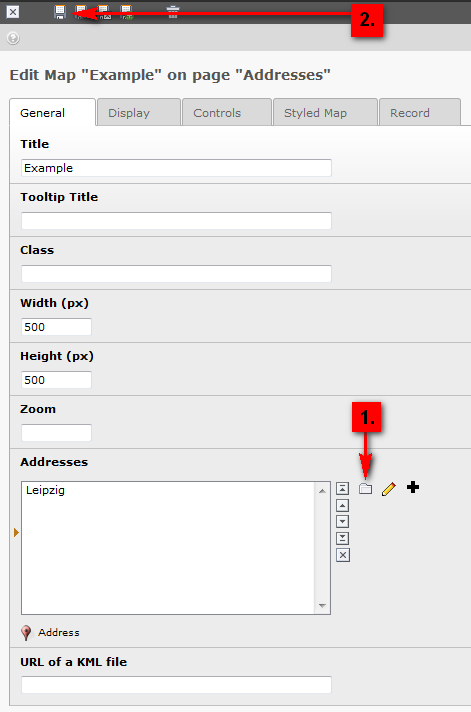 2.
Edit Map "Example" on page "Addresses"
General Display Controls Styled Map Record
Title
Example
Tooltip Title
Class
Width (px)
500
Height (px)
500
Zoom
1.
Addresses
Leipzig
Address
URL of a KML file